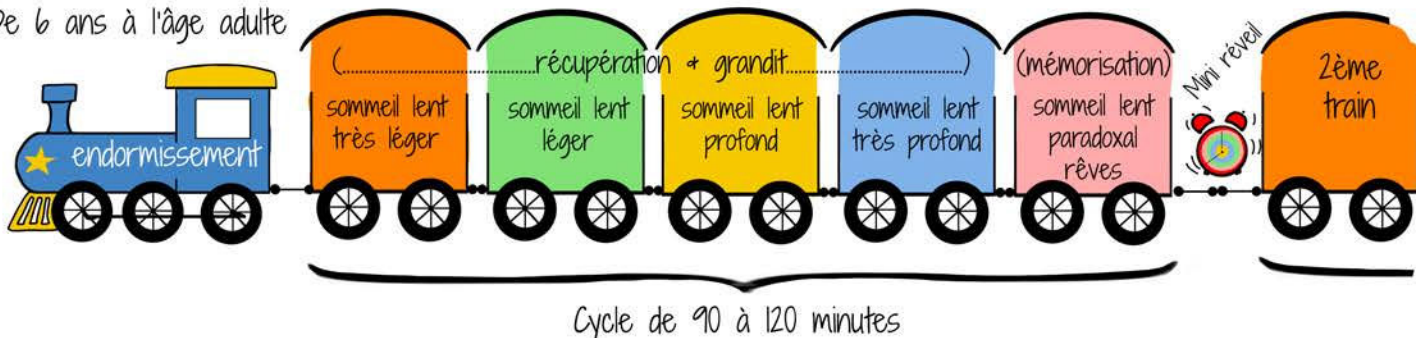 De 6 ans à l'âge adulte
endormissement
(..................................récupération & grandit..............................)
sommeil lent
très léger
sommeil lent
léger
sommeil lent
profond
sommeil lent
très profond
(mémorisation)
sommeil lent
paradoxal
rêves
Mini réveil
2ème
train
Cycle de 90 à 120 minutes